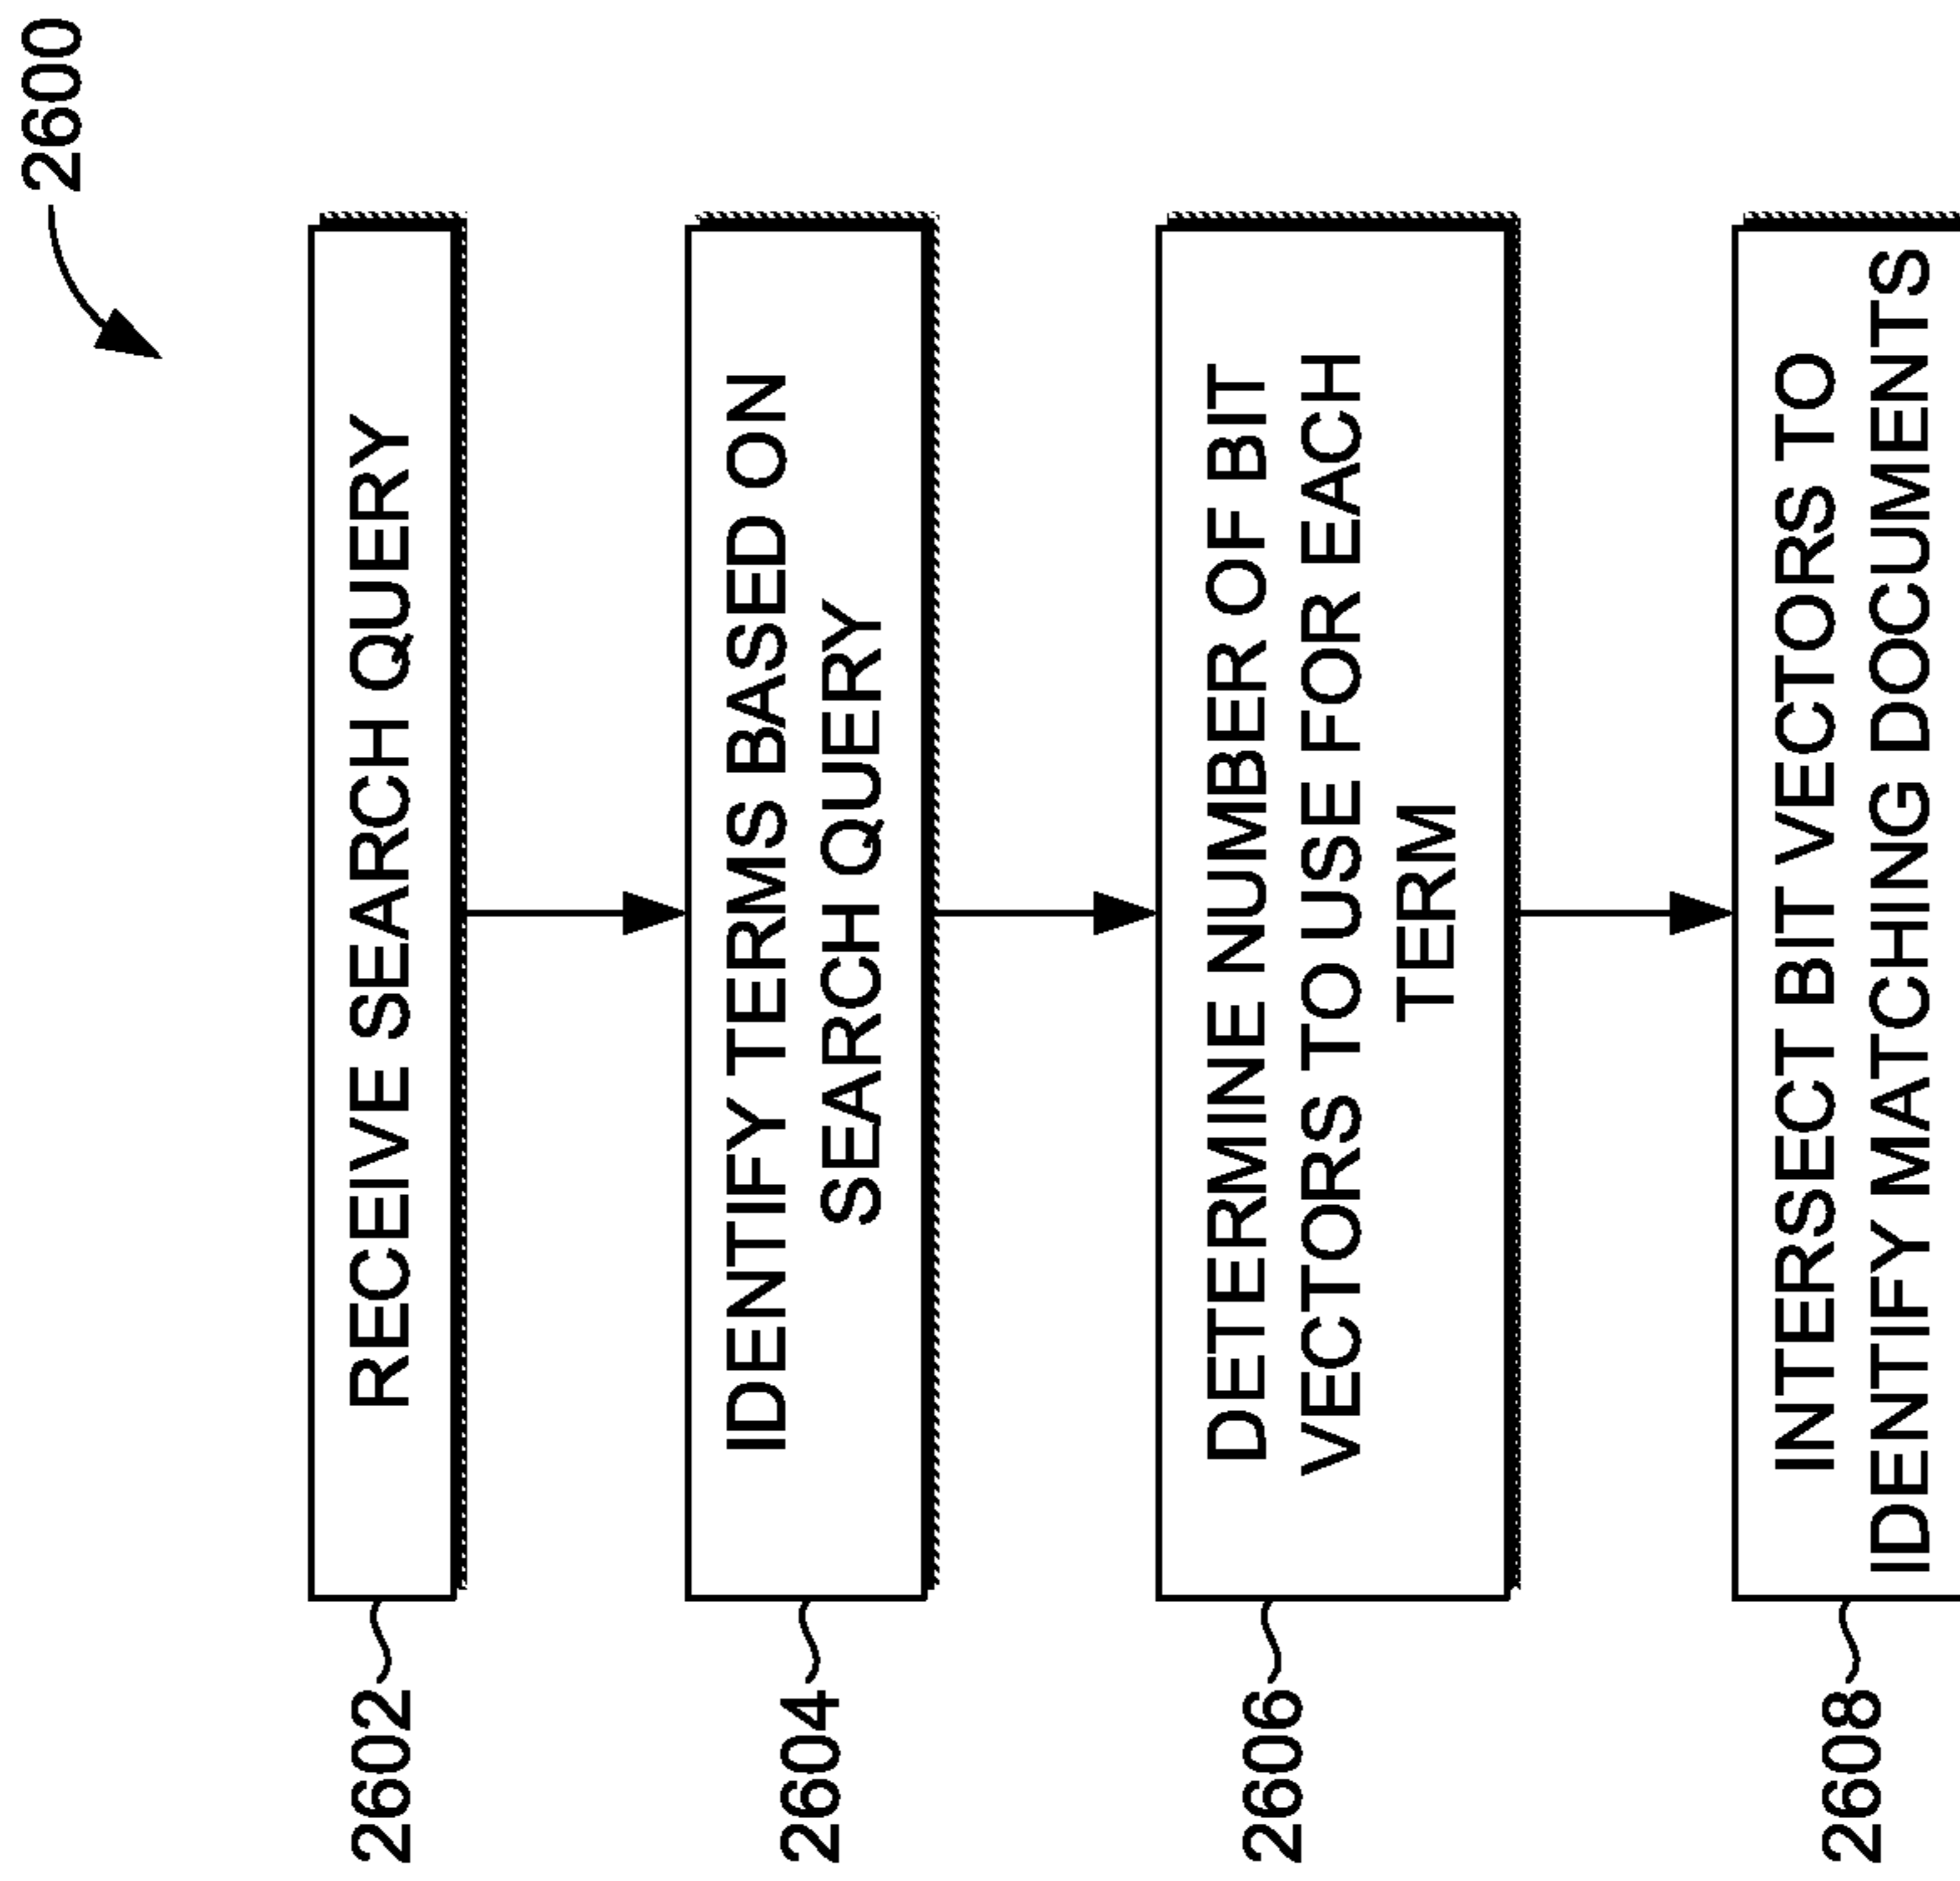 2600
2602
RECEIVE SEARCH QUERY
2604
IDENTIFY TERMS BASED ON
SEARCH QUERY
2606
DETERMINE NUMBER OF BIT
VECTORS TO USE FOR EACH
TERM
2608
INTERSECT BIT VECTORS TO
IDENTIFY MATCHING DOCUMENTS